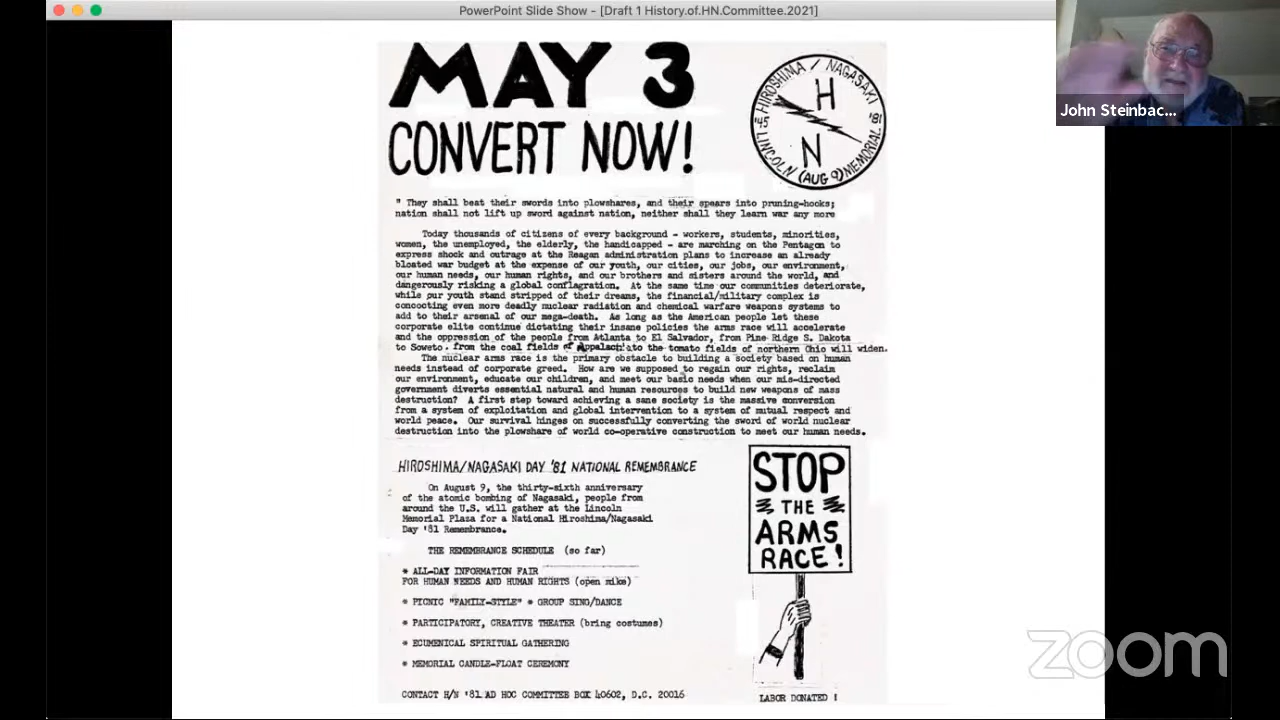 PowerPoint Slide Show - [Draft 1 History.of.HN.Committee.2021]
MAY 3
CONVERT NOW!
HIROSHIMA / NAGASAKI
H
'45
'81
N
LINCOLN (AUG 9) MEMORIAL
John Steinbac...
" They shall beat their swords into plowshares, and their spears into pruning-hooks;
nation shall not lift up sword against nation, neither shall they learn war any more
Today thousands of citizens of every background - workers, students, minorities,
women, the unemployed, the elderly, the handicapped - are marching on the Pentagon to
express shock and outrage at the Reagan administration plans to increase an already
bloated war budget at the expense of our youth, our cities, our jobs, our environment,
our human needs, our human rights, and our brothers and sisters around the world, and
dangerously risking a global conflagration. At the same time our communities deteriorate,
while our youth stand stripped of their dreams, the financial/military complex is
concocting even more deadly nuclear radiation and chemical warfare weapons systems to
add to their arsenal of our mega-death. As long as the American people let these
corporate elite continue dictating their insane policies the arms race will accelerate
and the oppression of the people from Atlanta to El Salvador, from Pine Ridge S. Dakota
to Soweto. from the coal fields of to the tomato fields of northern Ohio will widen.
The nuclear arms race is the primary obstacle to building a society based on human
needs instead of corporate greed. How are we supposed to regain our rights, reclaim
our environment, educate our children, and meet our basic needs when our mis-directed
government diverts essential natural and human resources to build new weapons of mass
destruction? A first step toward achieving a sane society is the massive conversion
from a system of exploitation and global intervention to a system of mutual respect and
world peace. Our survival hinges on successfully converting the sword of world nuclear
destruction into the plowshare of world co-operative construction to meet our human needs.
HIROSHIMA/NAGASAKI DAY '81 NATIONAL REMEMBRANCE
On August 9, the thirty-sixth anniversary
of the atomic bombing of Nagasaki, people from
around the U.S. will gather at the Lincoln
Memorial Plaza for a National Hiroshima/Nagasaki
Day '81 Remembrance.
THE REMEMBRANCE SCHEDULE (so far)
* ALL-DAY INFORMATION FAIR
FOR HUMAN NEEDS AND HUMAN RIGHTS (open mike)
* PICNIC "FAMILY-STYLE" * GROUP SING/DANCE
* PARTICIPATORY, CREATIVE THEATER (bring costumes)
* ECUMENICAL SPIRITUAL GATHERING
* MEMORIAL CANDLE-FLOAT CEREMONY
CONTACT H/N '81 AD HOC COMMITTEE BOX 40602, D.C. 20016
STOP
THE
ARMS
RACE!
LABOR DONATED !
zoom